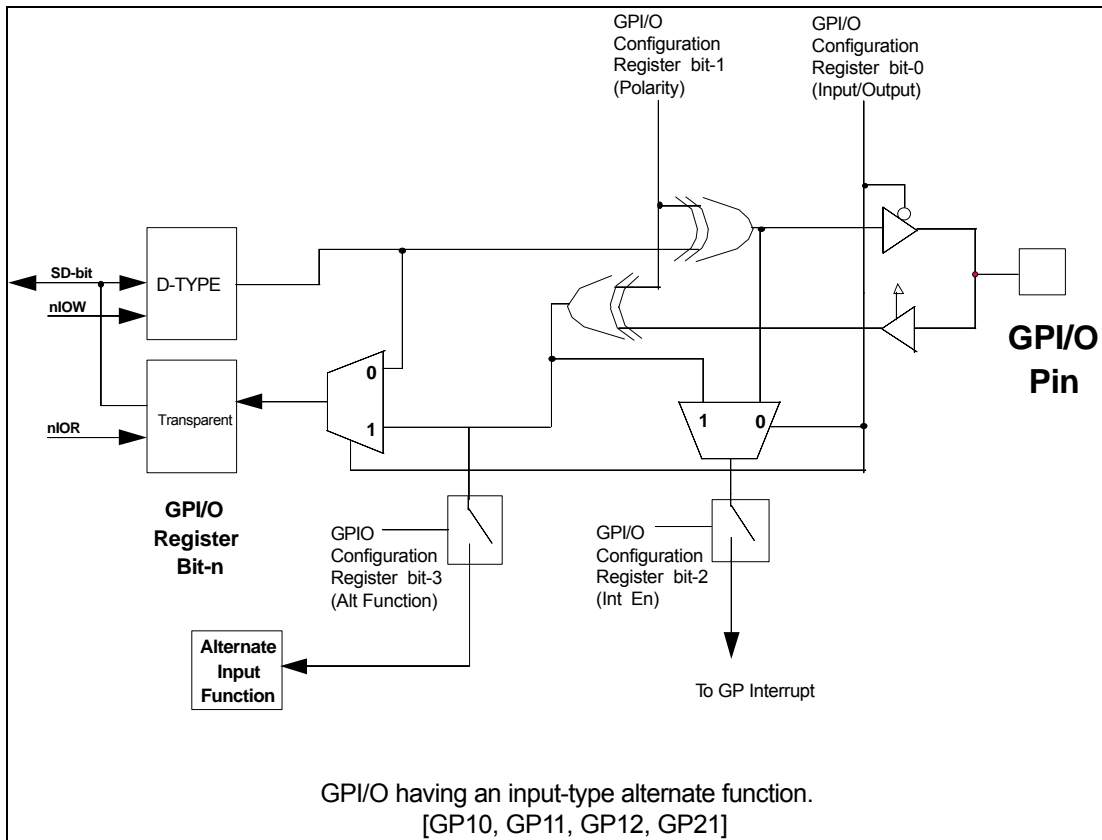 GPI/O
Configuration
Register bit-1
(Polarity)
GPI/O
Configuration
Register bit-0
(Input/Output)
SD-bit
D-TYPE
nIOW
0
1
Transparent
nIOR
1 0
GPI/O
Pin
GPI/O
Register
Bit-n
GPIO
Configuration
Register bit-3
(Alt Function)
GPI/O
Configuration
Register bit-2
(Int En)
Alternate
Input
Function
To GP Interrupt
GPI/O having an input-type alternate function.
[GP10, GP11, GP12, GP21]